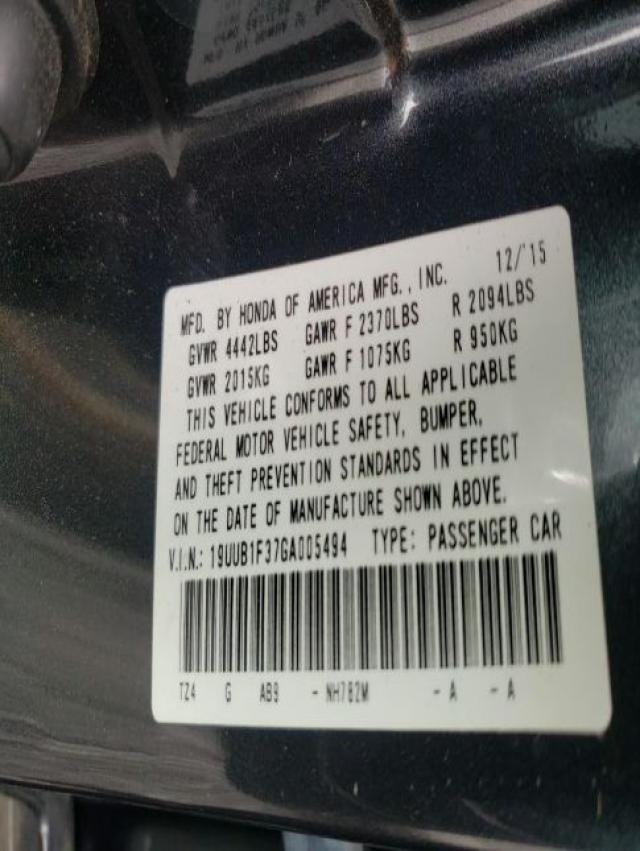 MFD. BY HONDA OF AMERICA MFG., INC. 12/'15
GVWR 4442LBS GAWR F 2370LBS R 2094LBS
GVWR 2015KG GAWR F 1075KG R 950KG
THIS VEHICLE CONFORMS TO ALL APPLICABLE
FEDERAL MOTOR VEHICLE SAFETY, BUMPER,
AND THEFT PREVENTION STANDARDS IN EFFECT
ON THE DATE OF MANUFACTURE SHOWN ABOVE.
V.I.N.: 19UUB1F37GA005494 TYPE: PASSENGER CAR
TZ4 G AB9 - NH782M - A - A